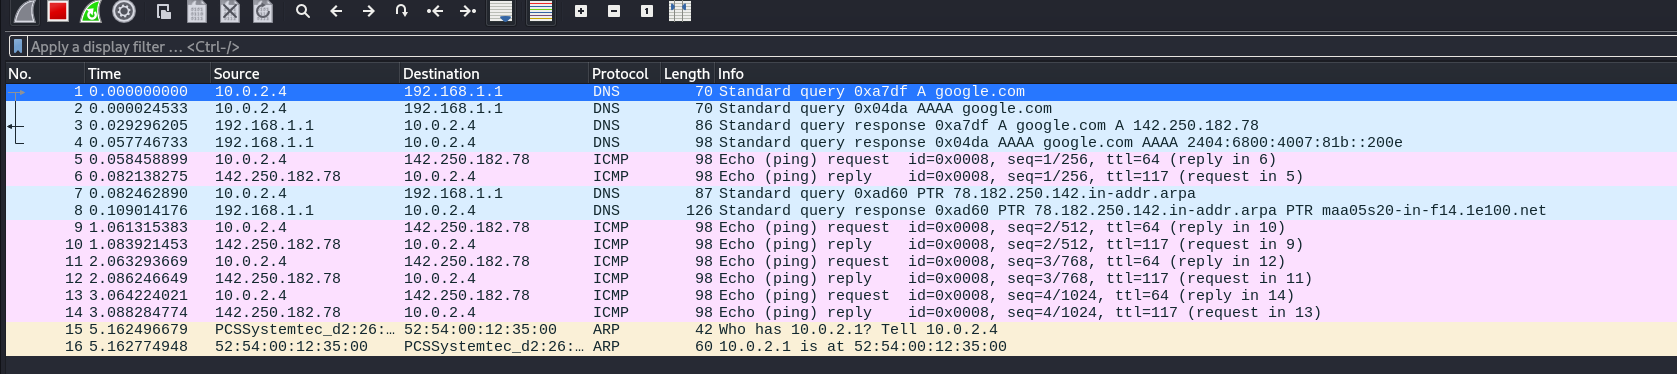 Apply a display filter … <Ctrl-/>
No. Time Source Destination Protocol Length Info
1 0.000000000 10.0.2.4 192.168.1.1 DNS 70 Standard query 0xa7df A google.com
2 0.000024533 10.0.2.4 192.168.1.1 DNS 70 Standard query 0x04da AAAA google.com
3 0.029296205 192.168.1.1 10.0.2.4 DNS 86 Standard query response 0xa7df A google.com A 142.250.182.78
4 0.057746733 192.168.1.1 10.0.2.4 DNS 98 Standard query response 0x04da AAAA google.com AAAA 2404:6800:4007:81b::200e
5 0.058458899 10.0.2.4 142.250.182.78 ICMP 98 Echo (ping) request id=0x0008, seq=1/256, ttl=64 (reply in 6)
6 0.082138275 142.250.182.78 10.0.2.4 ICMP 98 Echo (ping) reply id=0x0008, seq=1/256, ttl=117 (request in 5)
7 0.082462890 10.0.2.4 192.168.1.1 DNS 87 Standard query 0xad60 PTR 78.182.250.142.in-addr.arpa
8 0.109014176 192.168.1.1 10.0.2.4 DNS 126 Standard query response 0xad60 PTR 78.182.250.142.in-addr.arpa PTR maa05s20-in-f14.1e100.net
9 1.061315383 10.0.2.4 142.250.182.78 ICMP 98 Echo (ping) request id=0x0008, seq=2/512, ttl=64 (reply in 10)
10 1.083921453 142.250.182.78 10.0.2.4 ICMP 98 Echo (ping) reply id=0x0008, seq=2/512, ttl=117 (request in 9)
11 2.063293669 10.0.2.4 142.250.182.78 ICMP 98 Echo (ping) request id=0x0008, seq=3/768, ttl=64 (reply in 12)
12 2.086246649 142.250.182.78 10.0.2.4 ICMP 98 Echo (ping) reply id=0x0008, seq=3/768, ttl=117 (request in 11)
13 3.064224021 10.0.2.4 142.250.182.78 ICMP 98 Echo (ping) request id=0x0008, seq=4/1024, ttl=64 (reply in 14)
14 3.088284774 142.250.182.78 10.0.2.4 ICMP 98 Echo (ping) reply id=0x0008, seq=4/1024, ttl=117 (request in 13)
15 5.162496679 PCSSystemtec_d2:26:… 52:54:00:12:35:00 ARP 42 Who has 10.0.2.1? Tell 10.0.2.4
16 5.162774948 52:54:00:12:35:00 PCSSystemtec_d2:26:… ARP 60 10.0.2.1 is at 52:54:00:12:35:00